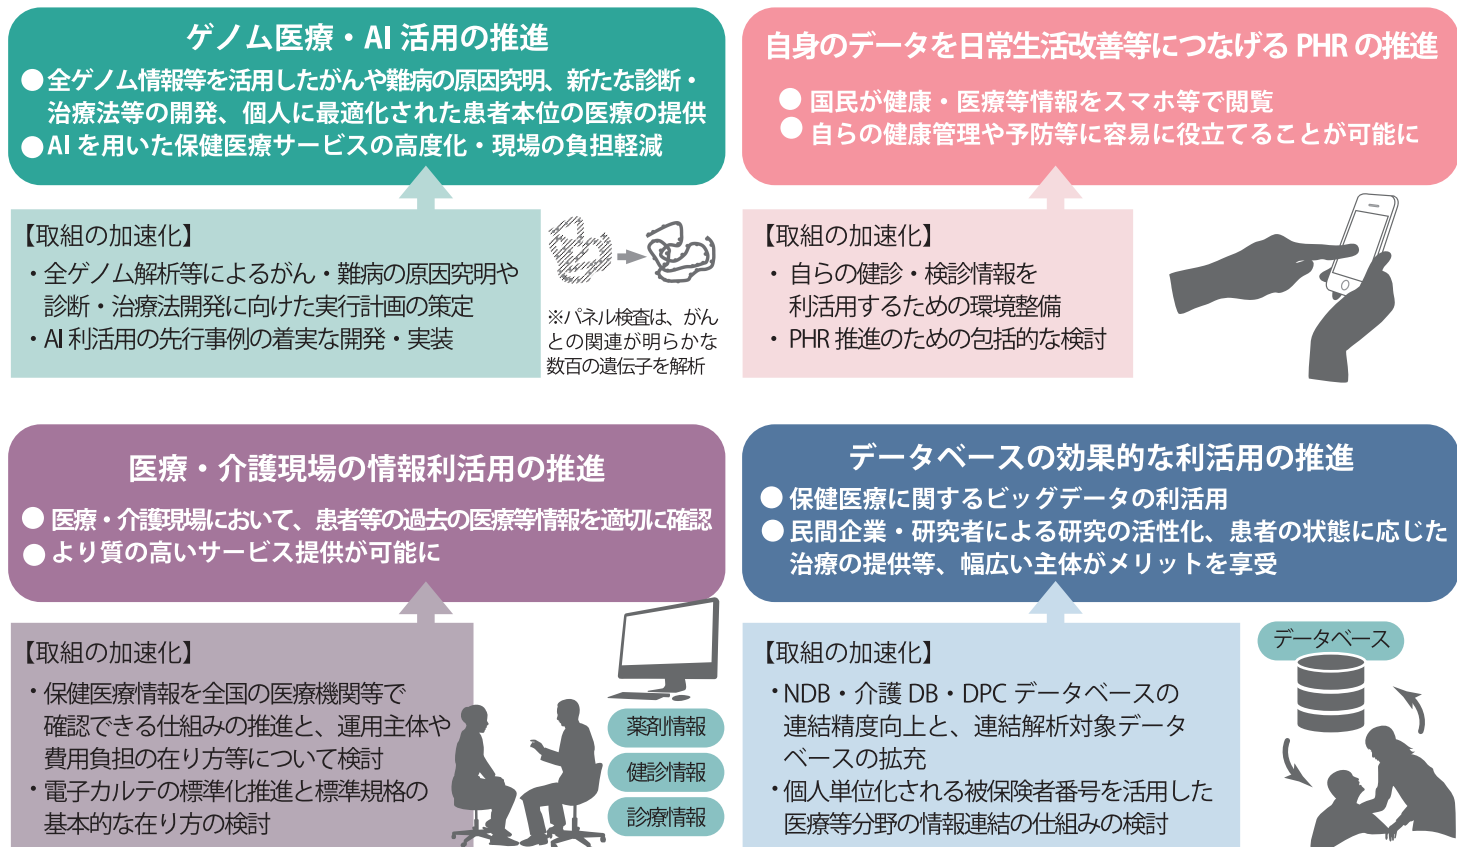 ゲノム医療・AI 活用の推進
●全ゲノム情報等を活用したがんや難病の原因究明、新たな診断・
治療法等の開発、個人に最適化された患者本位の医療の提供
●AI を用いた保健医療サービスの高度化・現場の負担軽減
【取組の加速化】
・全ゲノム解析等によるがん・難病の原因究明や
診断・治療法開発に向けた実行計画の策定
・AI 利活用の先行事例の着実な開発・実装
※パネル検査は、がん
との関連が明らかな
数百の遺伝子を解析
自身のデータを日常生活改善等につなげる PHR の推進
● 国民が健康・医療等情報をスマホ等で閲覧
● 自らの健康管理や予防等に容易に役立てることが可能に
【取組の加速化】
・ 自らの健診・検診情報を
利活用するための環境整備
・ PHR 推進のための包括的な検討
医療・介護現場の情報利活用の推進
● 医療・介護現場において、患者等の過去の医療等情報を適切に確認
● より質の高いサービス提供が可能に
【取組の加速化】
・保健医療情報を全国の医療機関等で
確認できる仕組みの推進と、運用主体や
費用負担の在り方等について検討
・電子カルテの標準化推進と標準規格の
基本的な在り方の検討
薬剤情報
健診情報
診療情報
データベースの効果的な利活用の推進
● 保健医療に関するビッグデータの利活用
● 民間企業・研究者による研究の活性化、患者の状態に応じた
治療の提供等、幅広い主体がメリットを享受
【取組の加速化】
・NDB・介護 DB・DPC データベースの
連結精度向上と、連結解析対象データ
ベースの拡充
・個人単位化される被保険者番号を活用した
医療等分野の情報連結の仕組みの検討
データベース